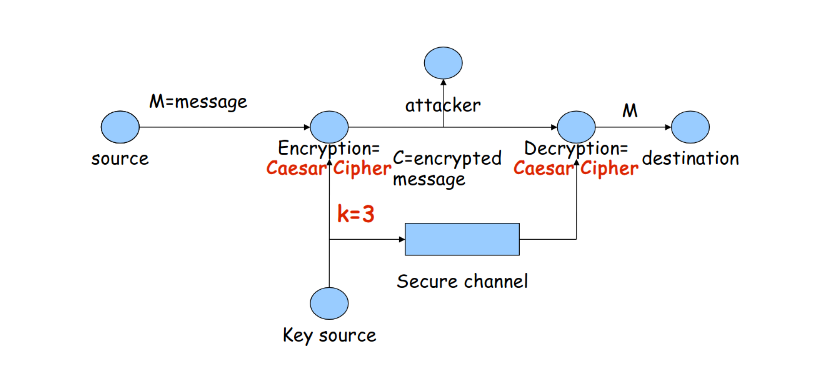 M=message
attacker
M
source
Encryption=
Caesar Cipher
C=encrypted
message
Decryption=
Caesar Cipher
destination
k=3
Secure channel
Key source